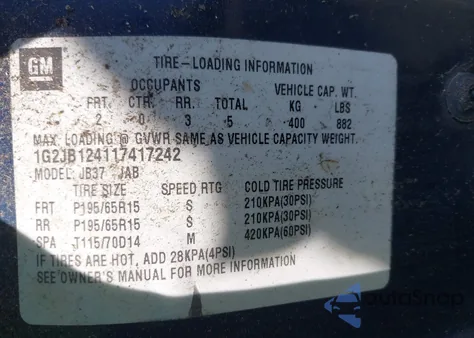 GM
TIRE-LOADING INFORMATION
OCCUPANTS VEHICLE CAP. WT.
FRT. CTR. RR. TOTAL KG LBS
2 0 3 5 400 882
MAX. LOADING @ GVWR SAME AS VEHICLE CAPACITY WEIGHT.
1G2JB124117417242
MODEL JB37 JAB
TIRE SIZE SPEED RTG COLD TIRE PRESSURE
FRT P195/65R15 S 210KPA(30PSI)
RR P195/65R15 S 210KPA(30PSI)
SPA T115/70D14 M 420KPA(60PSI)
IF TIRES ARE HOT, ADD 28KPA(4PSI)
SEE OWNER'S MANUAL FOR MORE INFORMATION
AutoSnap